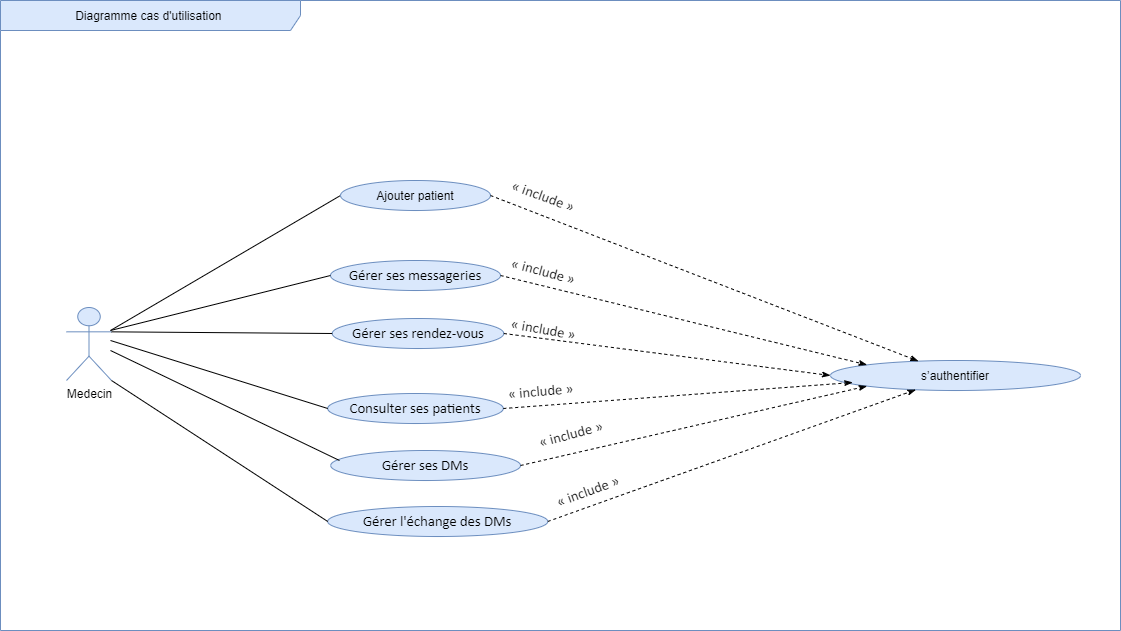 Diagramme cas d'utilisation
Ajouter patient
« include »
Gérer ses messageries
« include »
Gérer ses rendez-vous
« include »
s'authentifier
Medecin
Consulter ses patients
« include »
Gérer ses DMs
« include »
Gérer l'échange des DMs
« include »